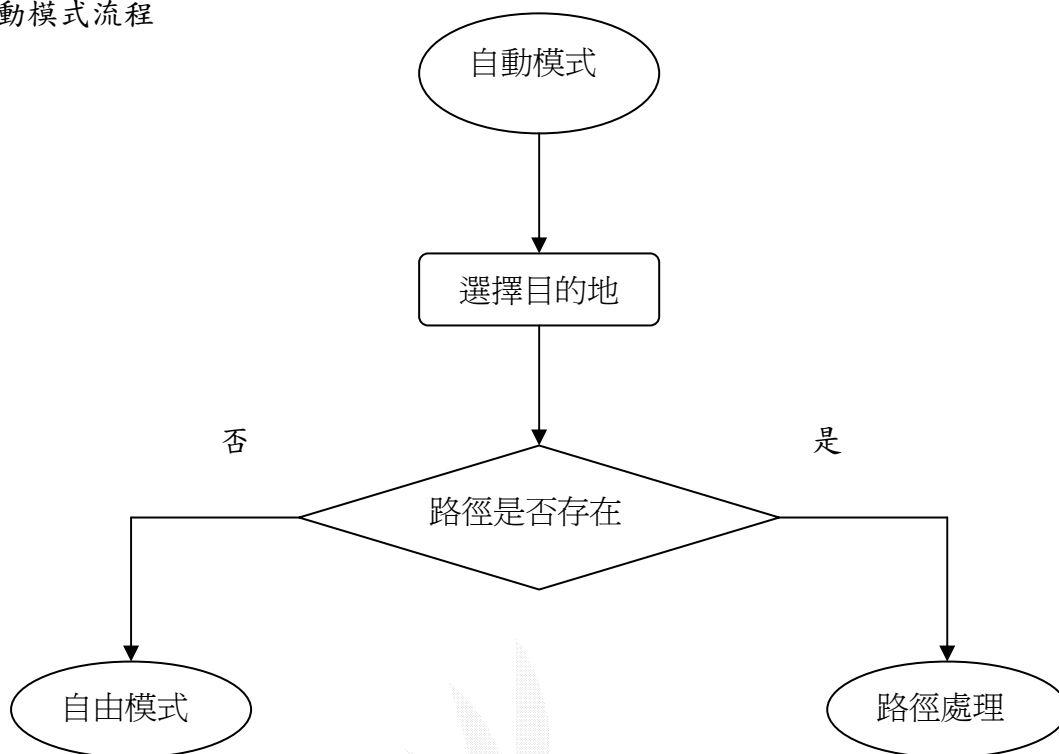 動模式流程
自動模式
選擇目的地
否
是
路徑是否存在
自由模式
路徑處理